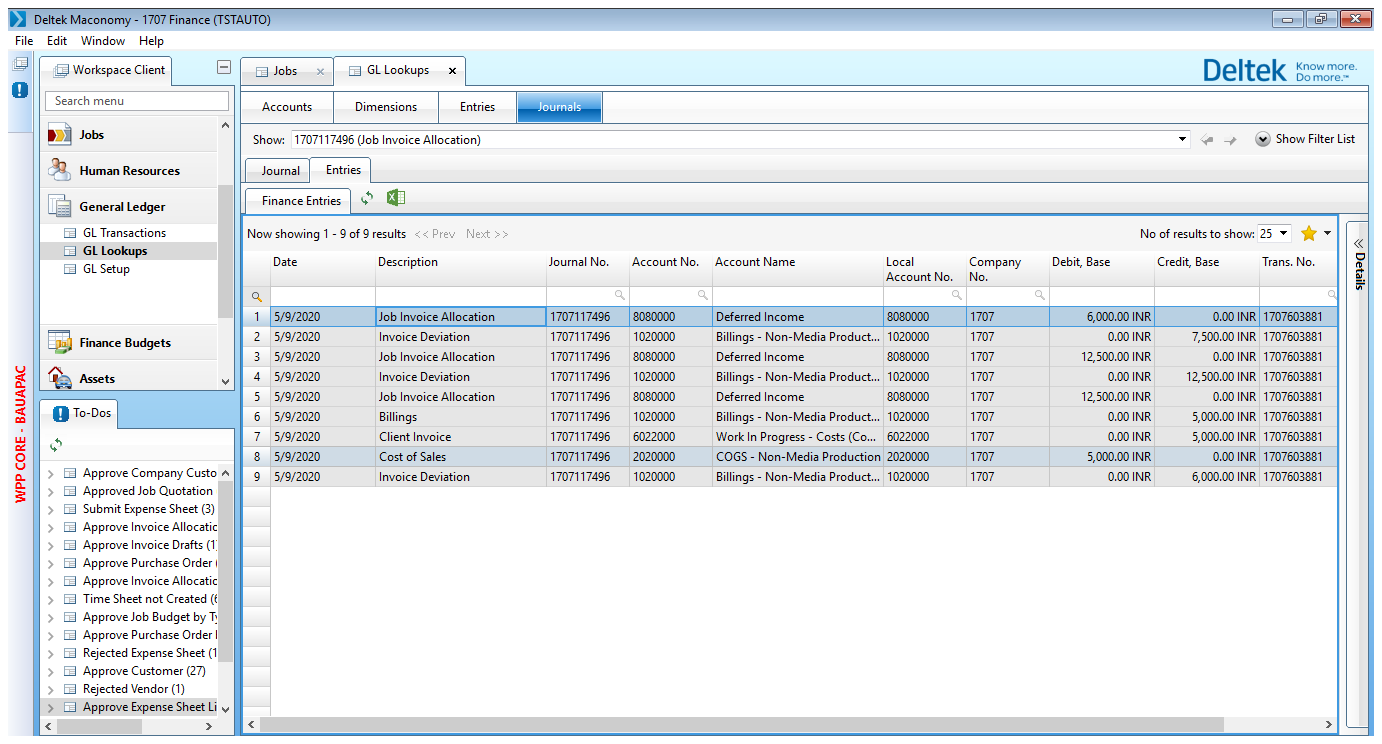 Deltek Maconomy - 1707 Finance (TSTAUTO)
File Edit Window Help
Workspace Client
Search menu
Jobs
Human Resources
General Ledger
GL Transactions
GL Lookups
GL Setup
Finance Budgets
Assets
WPP CORE - BAUAPAC
To-Dos
Approve Company Custo
Approved Job Quotation
Submit Expense Sheet (3)
Approve Invoice Allocatic
Approve Invoice Drafts (1
Approve Purchase Order (
Approve Invoice Allocatic
Time Sheet not Created (6
Approve Job Budget by Ty
Approve Purchase Order
Rejected Expense Sheet (1
Approve Customer (27)
Rejected Vendor (1)
Approve Expense Sheet Li
Jobs GL Lookups
Deltek Know more.
Do more.™
Accounts Dimensions Entries Journals
Show: 1707117496 (Job Invoice Allocation) Show Filter List
Journal Entries
Finance Entries
Now showing 1 - 9 of 9 results << Prev Next >> No of results to show: 25
Date Description Journal No. Account No. Account Name Local Account No. Company No. Debit, Base Credit, Base Trans. No.
1 5/9/2020 Job Invoice Allocation 1707117496 8080000 Deferred Income 8080000 1707 6,000.00 INR 0.00 INR 1707603881
2 5/9/2020 Invoice Deviation 1707117496 1020000 Billings - Non-Media Product... 1020000 1707 0.00 INR 7,500.00 INR 1707603881
3 5/9/2020 Job Invoice Allocation 1707117496 8080000 Deferred Income 8080000 1707 12,500.00 INR 0.00 INR 1707603881
4 5/9/2020 Invoice Deviation 1707117496 1020000 Billings - Non-Media Product... 1020000 1707 0.00 INR 12,500.00 INR 1707603881
5 5/9/2020 Job Invoice Allocation 1707117496 8080000 Deferred Income 8080000 1707 12,500.00 INR 0.00 INR 1707603881
6 5/9/2020 Billings 1707117496 1020000 Billings - Non-Media Product... 1020000 1707 0.00 INR 5,000.00 INR 1707603881
7 5/9/2020 Client Invoice 1707117496 6022000 Work In Progress - Costs (Co... 6022000 1707 0.00 INR 5,000.00 INR 1707603881
8 5/9/2020 Cost of Sales 1707117496 2020000 COGS - Non-Media Production 2020000 1707 5,000.00 INR 0.00 INR 1707603881
9 5/9/2020 Invoice Deviation 1707117496 1020000 Billings - Non-Media Product... 1020000 1707 0.00 INR 6,000.00 INR 1707603881
Details